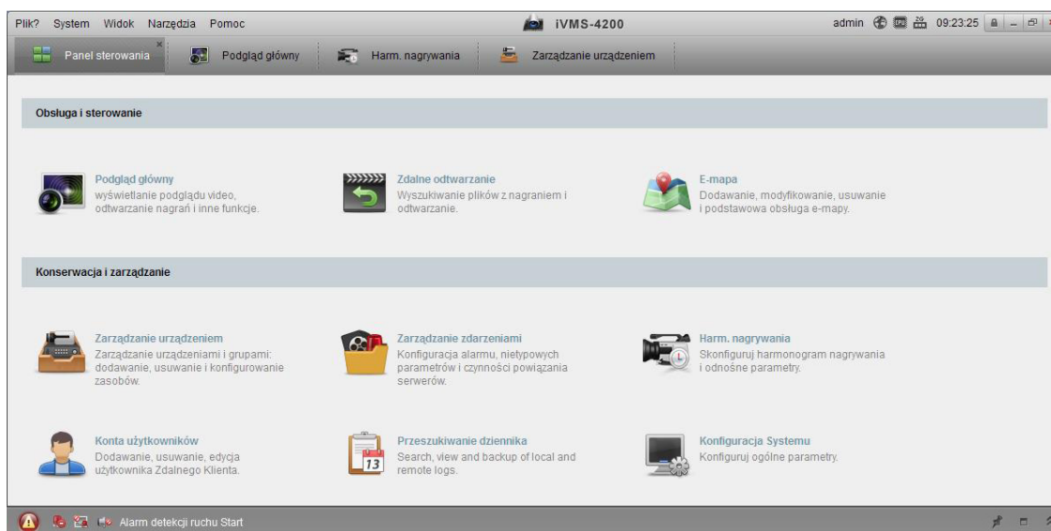 Plik? System Widok Narzędzia Pomoc iVMS-4200 admin 09:23:25
Panel sterowania Podgląd główny Harm. nagrywania Zarządzanie urządzeniem
Obsługa i sterowanie
Podgląd główny
wyświetlanie podglądu video,
odtwarzanie nagrań i inne funkcje.
Zdalne odtwarzanie
Wyszukiwanie plików z nagraniem i
odtwarzanie.
E-mapa
Dodawanie, modyfikowanie, usuwanie
i podstawowa obsługa e-mapy.
Konserwacja i zarządzanie
Zarządzanie urządzeniem
Zarządzanie urządzeniami i grupami:
dodawanie, usuwanie i konfigurowanie
zasobów.
Zarządzanie zdarzeniami
Konfiguracja alarmu, nietypowych
parametrów i czynności powiązania
serwerów.
Harm. nagrywania
Skonfiguruj harmonogram nagrywania
i odnośne parametry.
Konta użytkowników
Dodawanie, usuwanie, edycja
użytkownika Zdalnego Klienta.
13
Przeszukiwanie dziennika
Search, view and backup of local and
remote logs.
Konfiguracja Systemu
Konfiguruj ogólne parametry.
Alarm detekcji ruchu Start